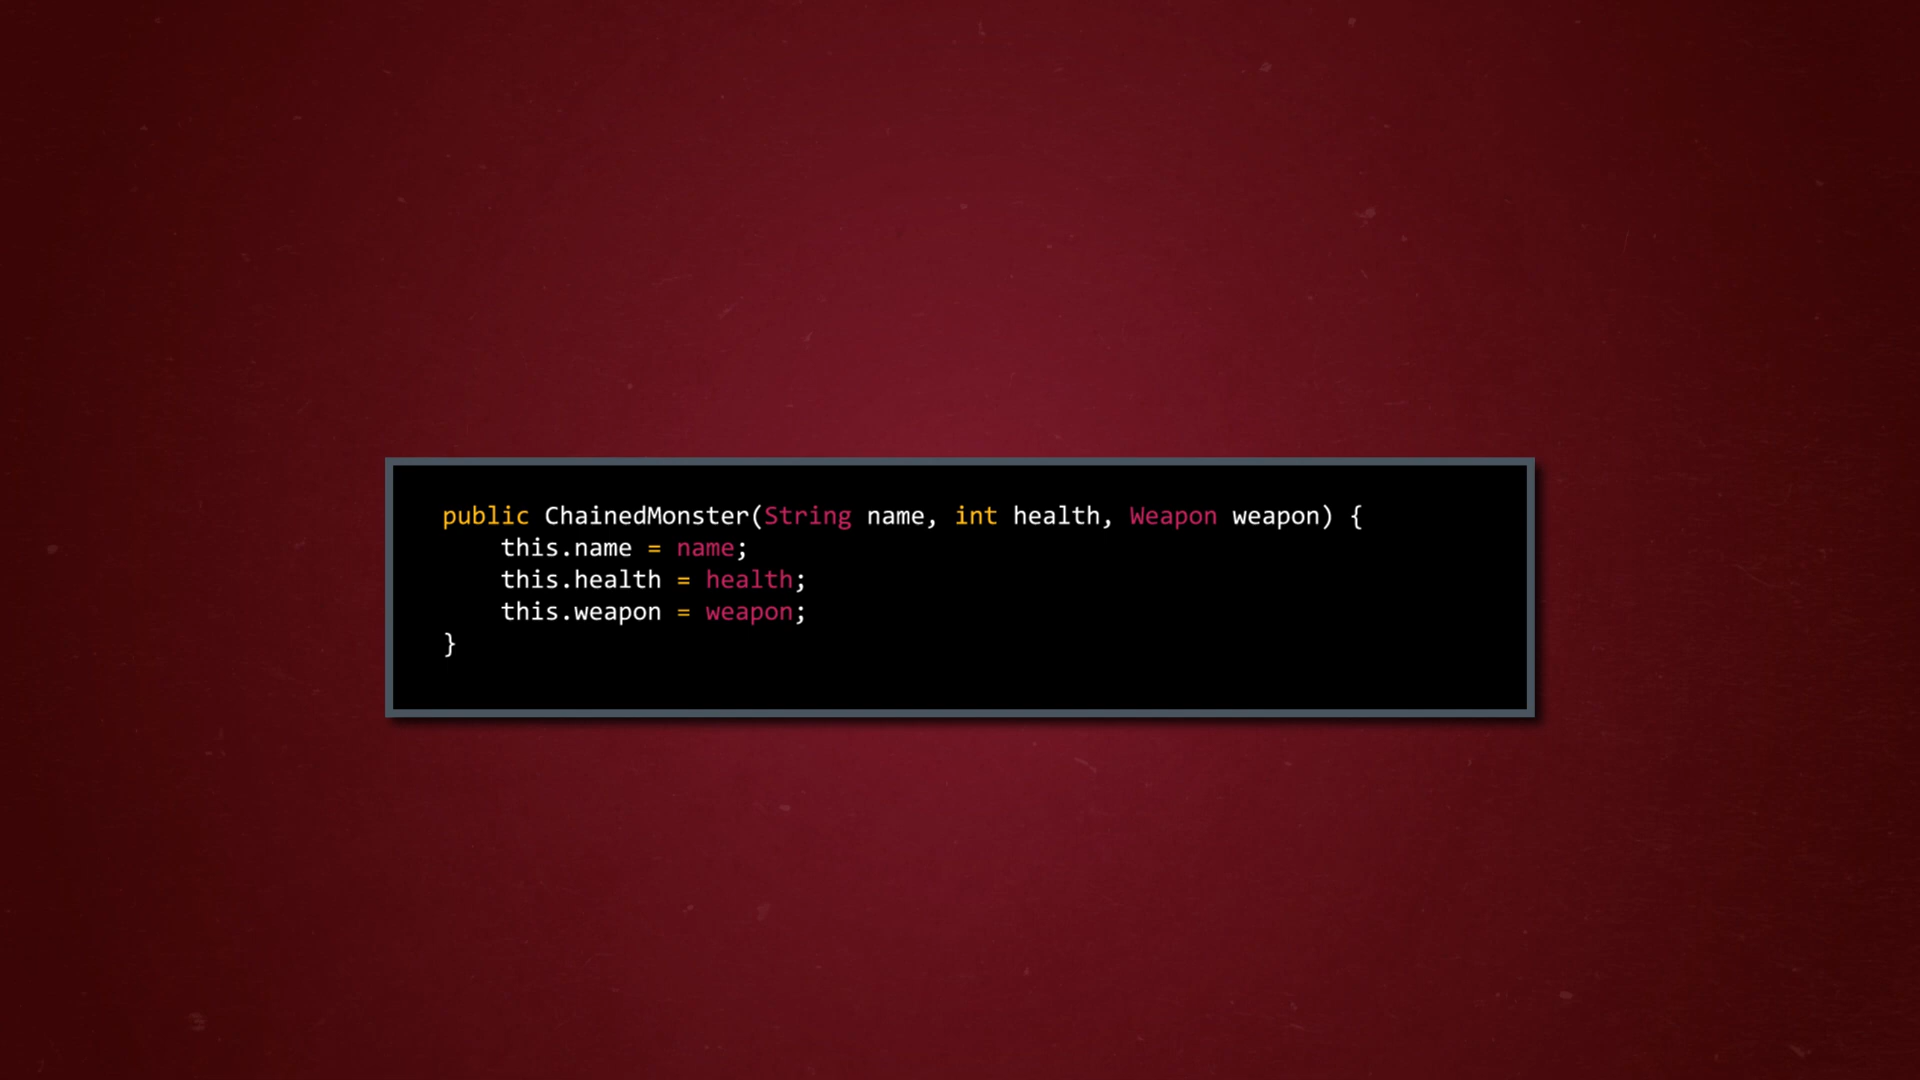 public ChainedMonster(String name, int health, Weapon weapon) {
    this.name = name;
    this.health = health;
    this.weapon = weapon;
}